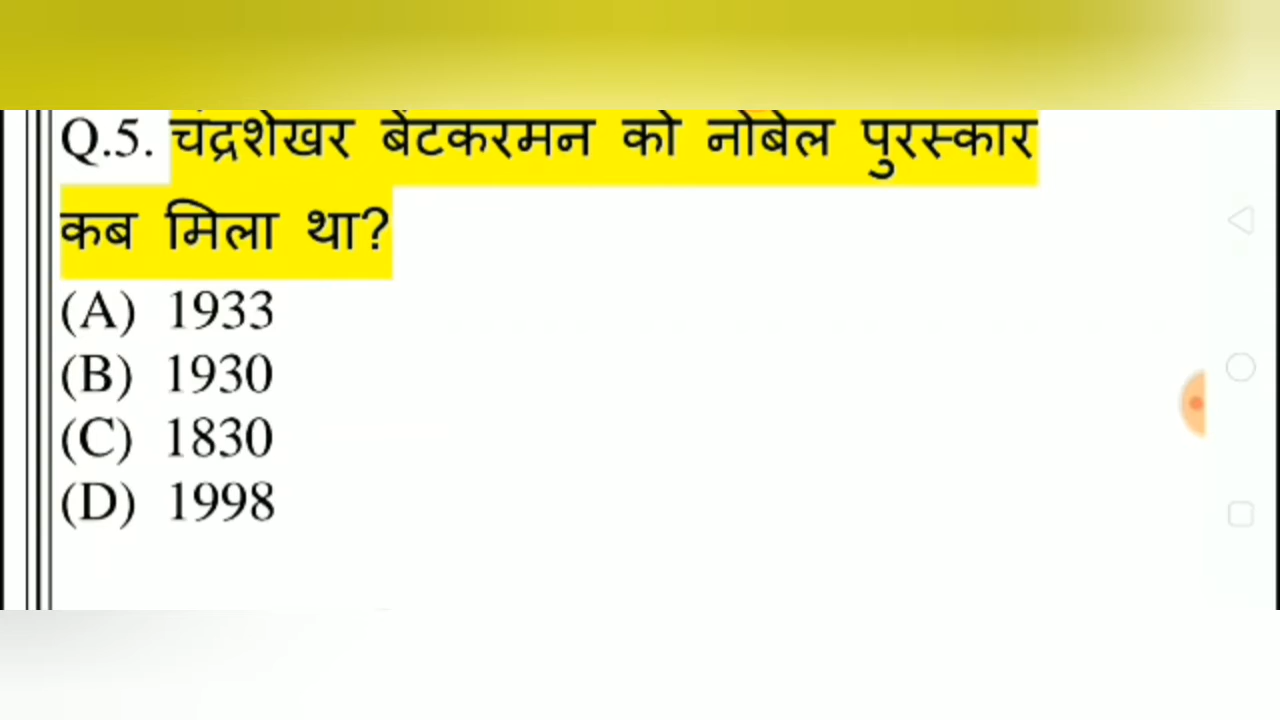 Q.5. चंद्रशेखर बेंटकरमन को नोबेल पुरस्कार
कब मिला था?
(A) 1933
(B) 1930
(C) 1830
(D) 1998